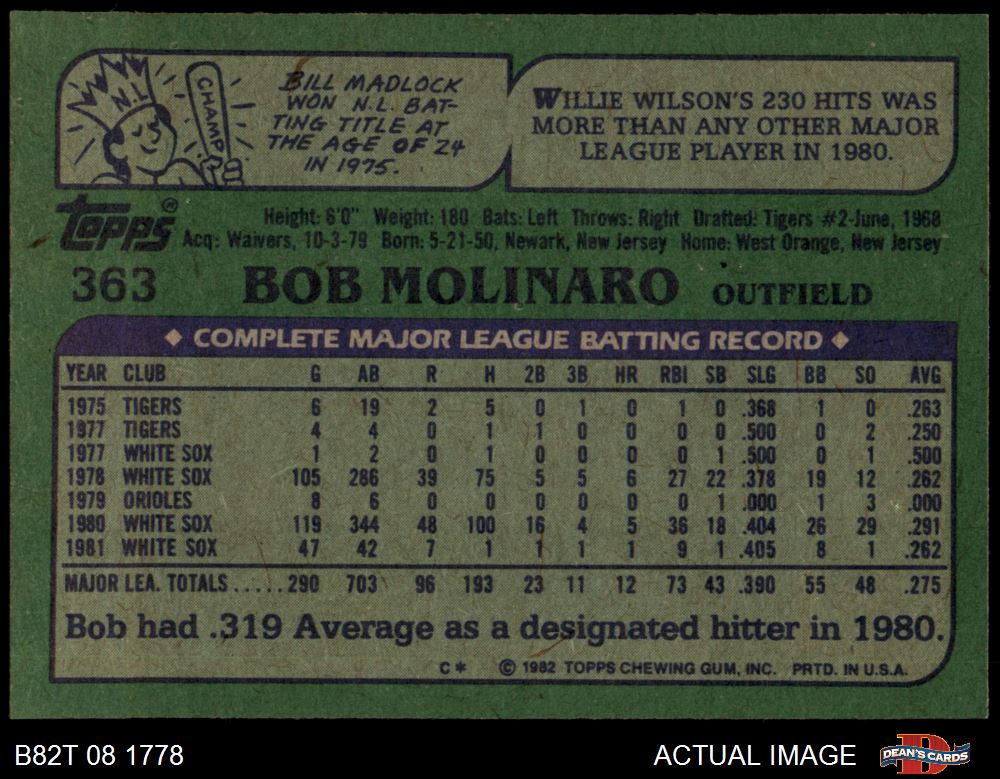 N.L.
CHAMP
BILL MADLOCK
WON N.L. BAT-
TING TITLE AT
THE AGE OF 24
IN 1975.
WILLIE WILSON'S 230 HITS WAS
MORE THAN ANY OTHER MAJOR
LEAGUE PLAYER IN 1980.
topps®
Height: 6'0" Weight: 180 Bats: Left Throws: Right Drafted: Tigers #2-June, 1968
Acq: Waivers, 10-3-79 Born: 5-21-50, Newark, New Jersey Home: West Orange, New Jersey
363 BOB MOLINARO OUTFIELD
◆ COMPLETE MAJOR LEAGUE BATTING RECORD ◆
YEAR CLUB G AB R H 2B 3B HR RBI SB SLG BB SO AVG
1975 TIGERS 6 19 2 5 0 1 0 1 0 .368 1 0 .263
1977 TIGERS 4 4 0 1 1 0 0 0 0 .500 0 2 .250
1977 WHITE SOX 1 2 0 1 0 0 0 0 1 .500 0 1 .500
1978 WHITE SOX 105 286 39 75 5 5 6 27 22 .378 19 12 .262
1979 ORIOLES 8 6 0 0 0 0 0 0 1 .000 1 3 .000
1980 WHITE SOX 119 344 48 100 16 4 5 36 18 .404 26 29 .291
1981 WHITE SOX 47 42 7 1 1 1 1 9 1 .405 8 1 .262
MAJOR LEA. TOTALS ..... 290 703 96 193 23 11 12 73 43 .390 55 48 .275
Bob had .319 Average as a designated hitter in 1980.
C* © 1982 TOPPS CHEWING GUM, INC. PRTD. IN U.S.A.
B82T 08 1778 ACTUAL IMAGE DEAN'S CARDS